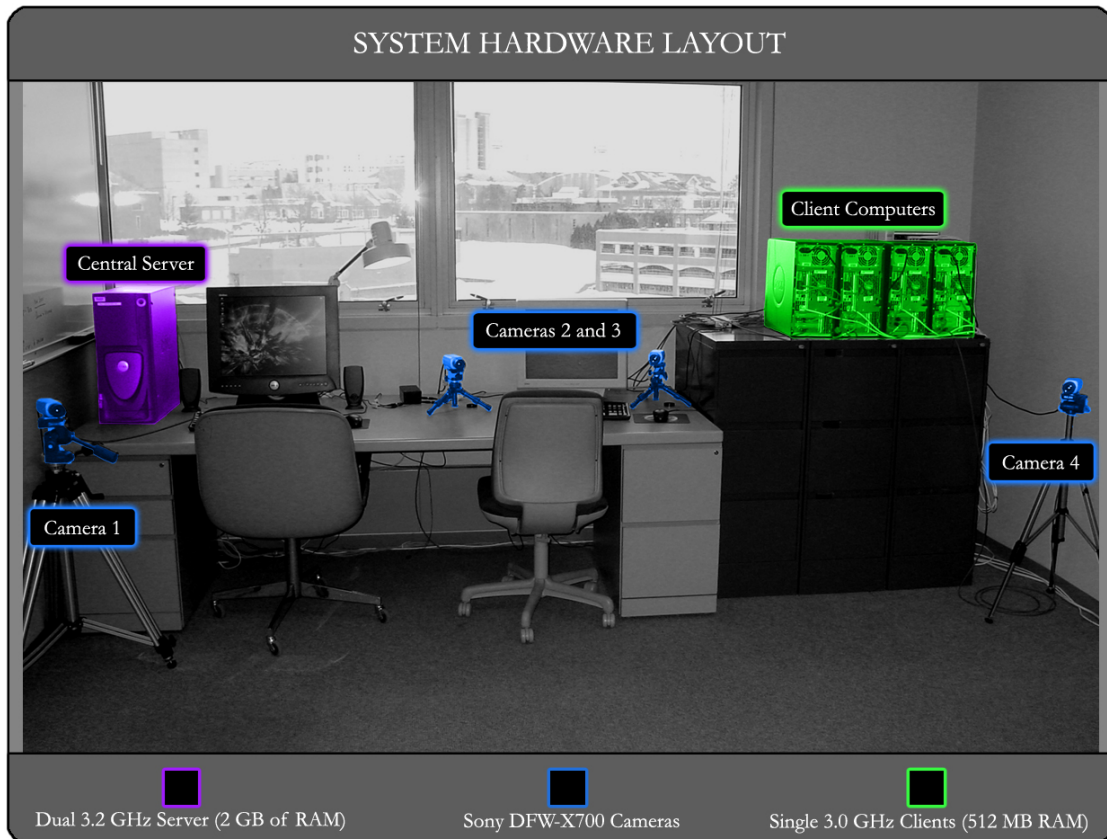 SYSTEM HARDWARE LAYOUT
Client Computers
Central Server
Cameras 2 and 3
Camera 4
Camera 1
Dual 3.2 GHz Server (2 GB of RAM)
Sony DFW-X700 Cameras
Single 3.0 GHz Clients (512 MB RAM)